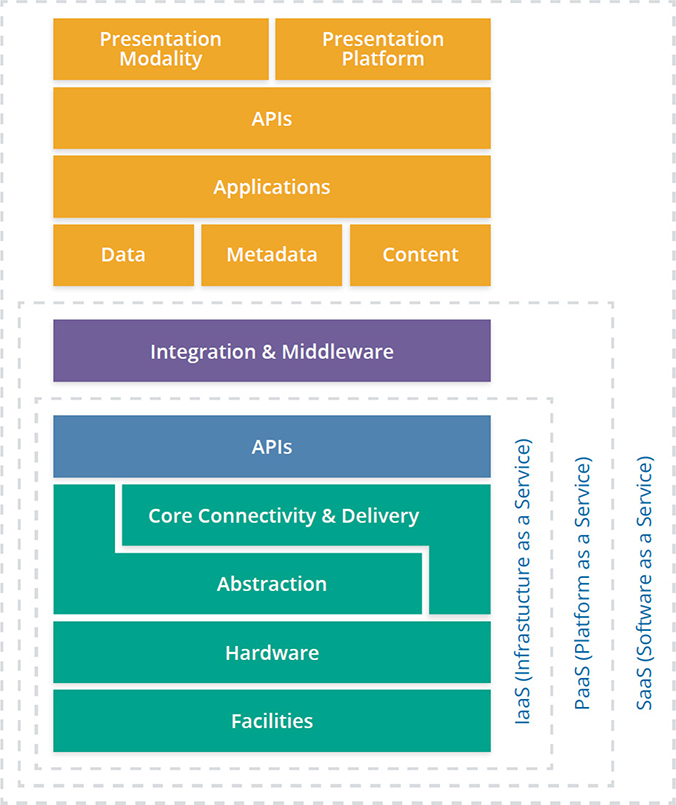 Presentation
Modality
Presentation
Platform
APIs
Applications
Data
Metadata
Content
Integration & Middleware
APIs
Core Connectivity & Delivery
Abstraction
Hardware
Facilities
IaaS (Infrastucture as a Service)
PaaS (Platform as a Service)
SaaS (Software as a Service)